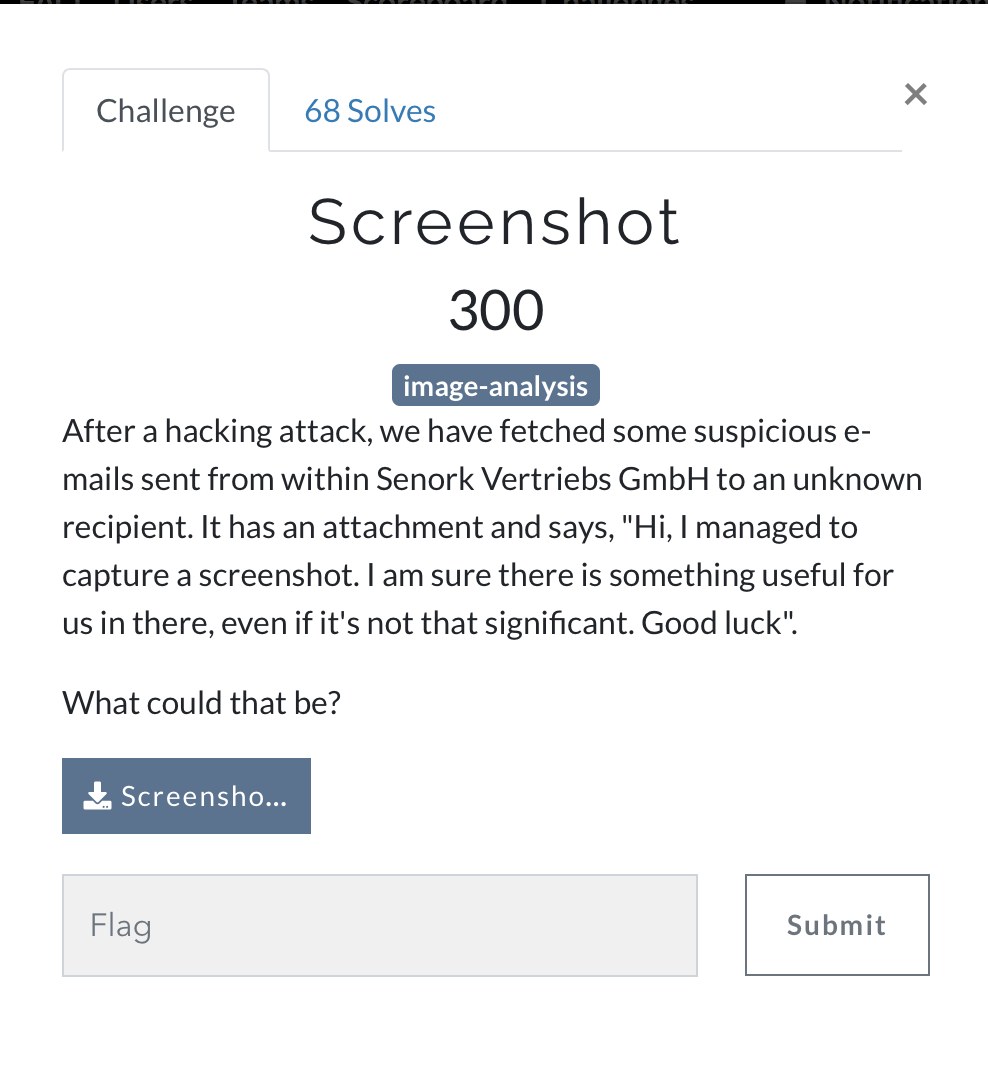 Challenge
68 Solves
×
Screenshot
300
image-analysis
After a hacking attack, we have fetched some suspicious e-
mails sent from within Senork Vertriebs GmbH to an unknown
recipient. It has an attachment and says, "Hi, I managed to
capture a screenshot. I am sure there is something useful for
us in there, even if it's not that significant. Good luck".
What could that be?
Screensho...
Flag
Submit